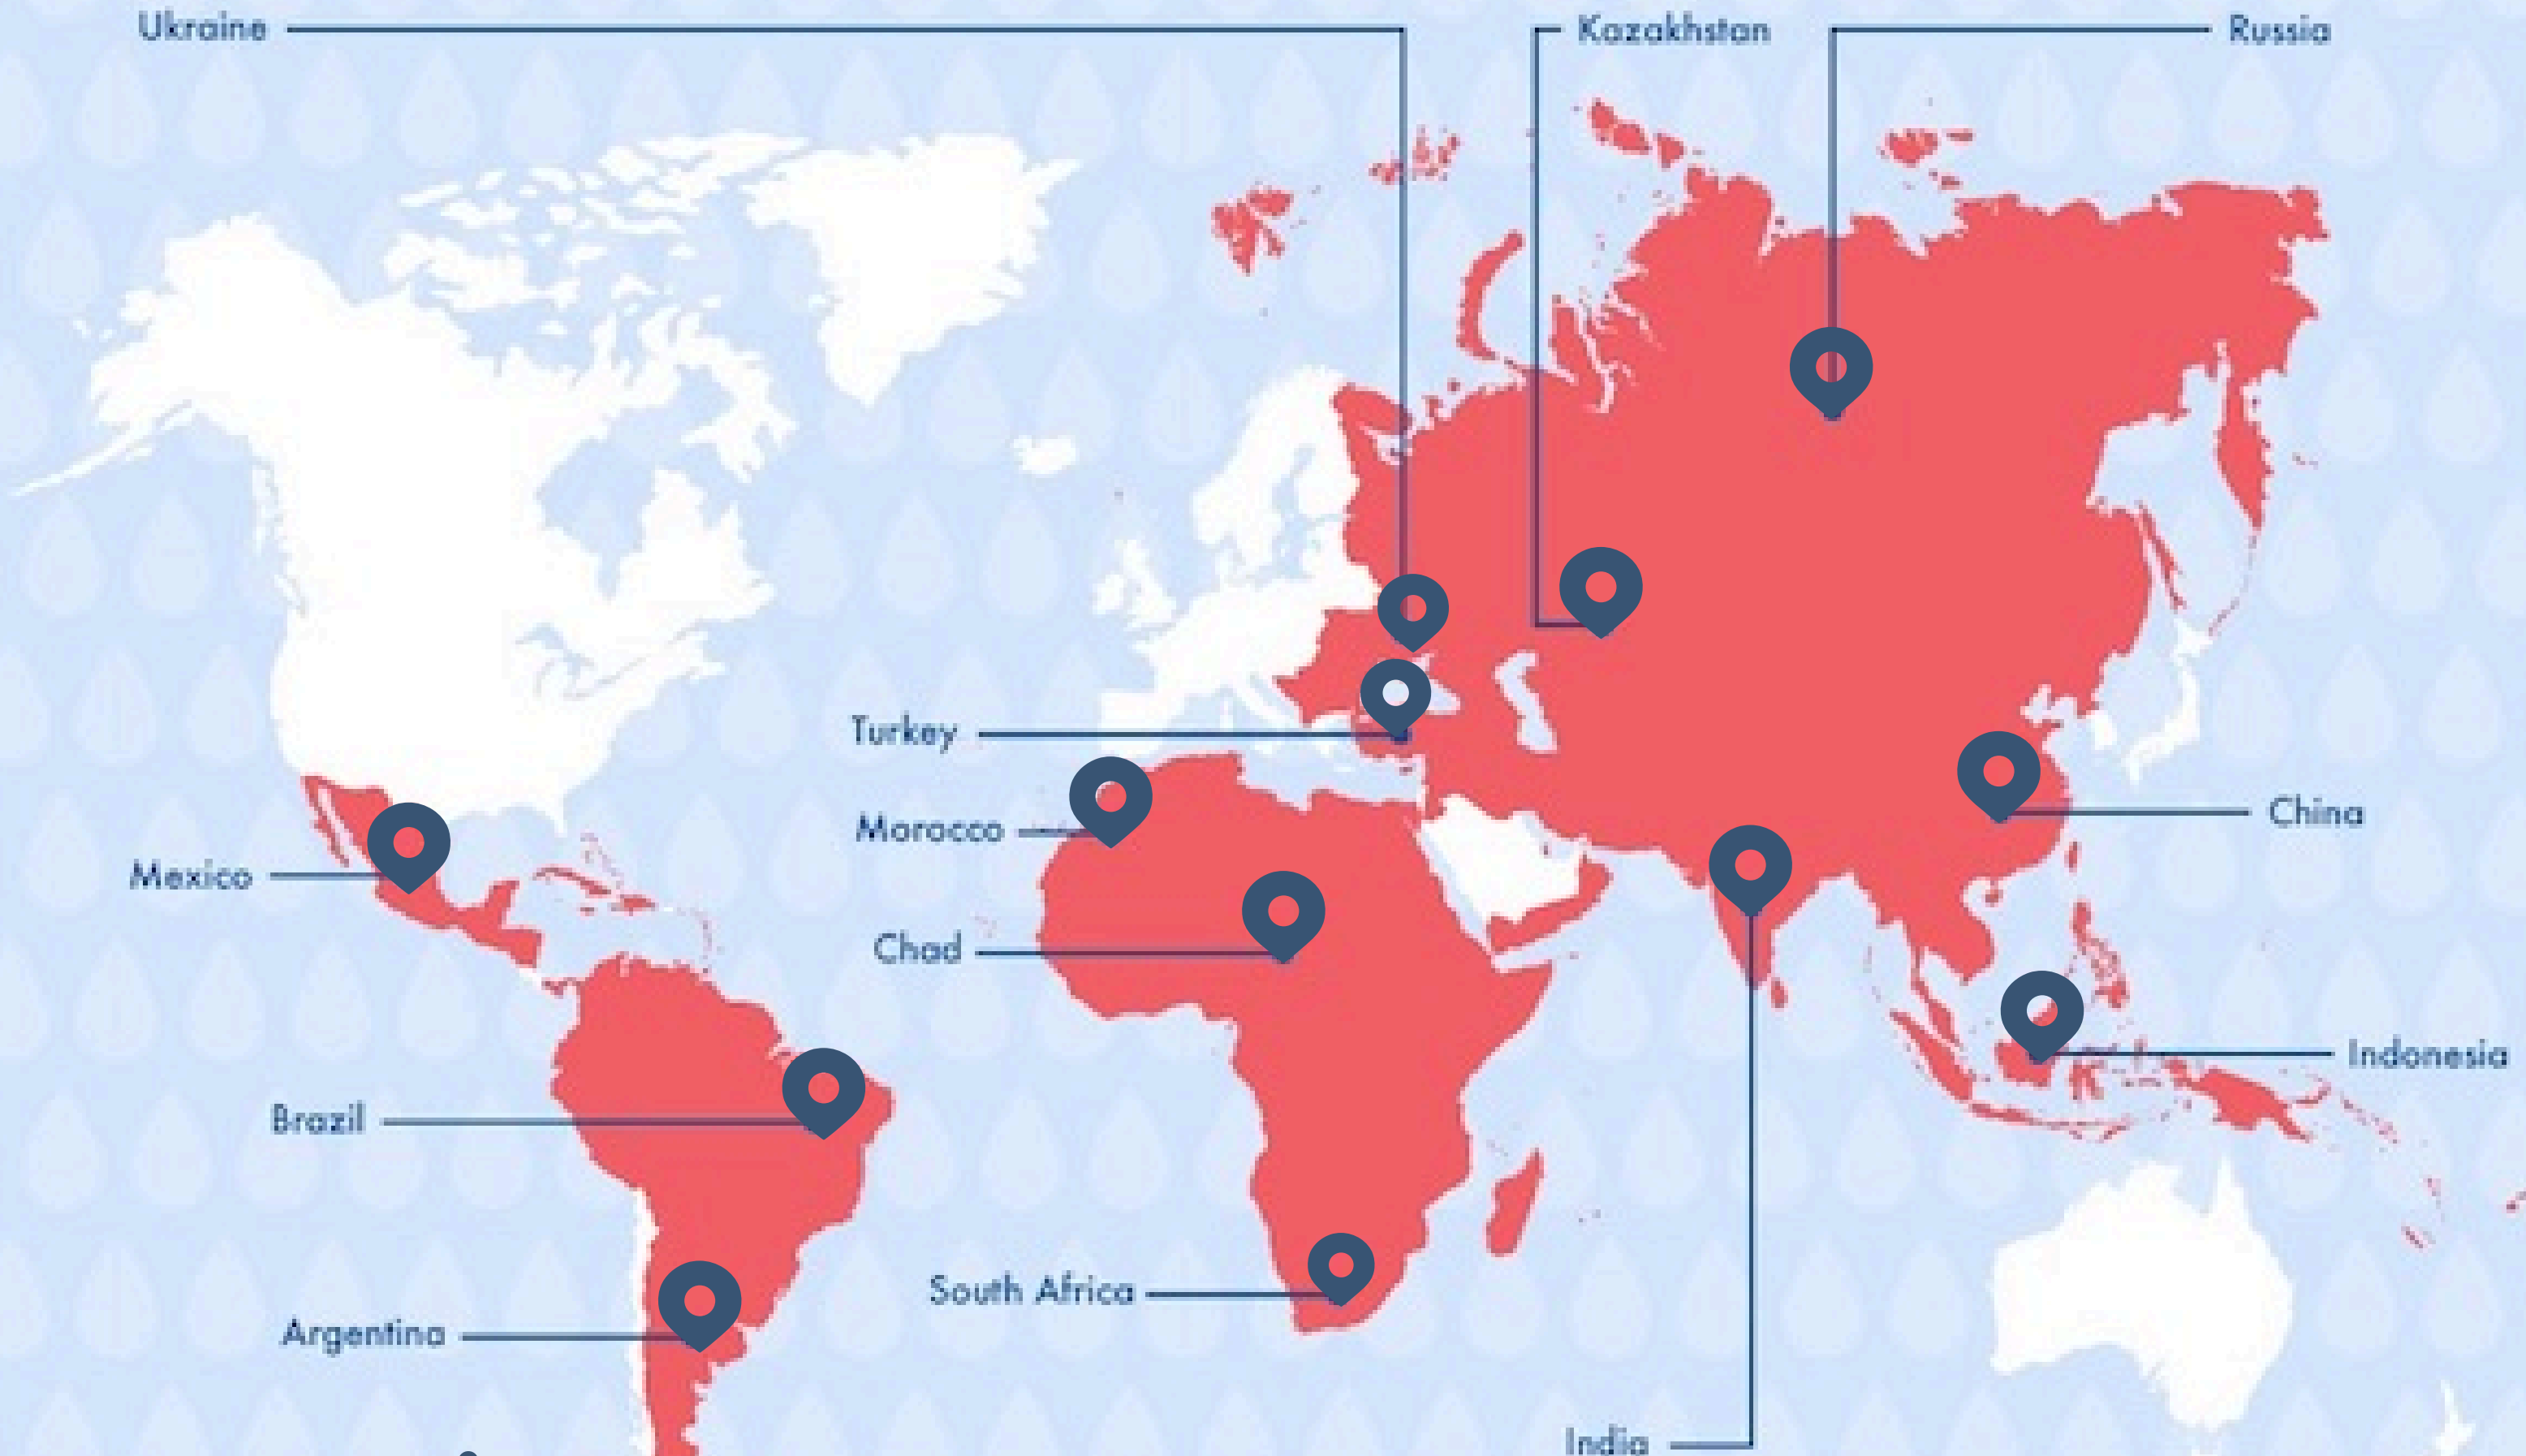 Ukraine
Kazakhstan
Russia
Turkey
Morocco
China
Mexico
Chad
Indonesia
Brazil
South Africa
Argentina
India